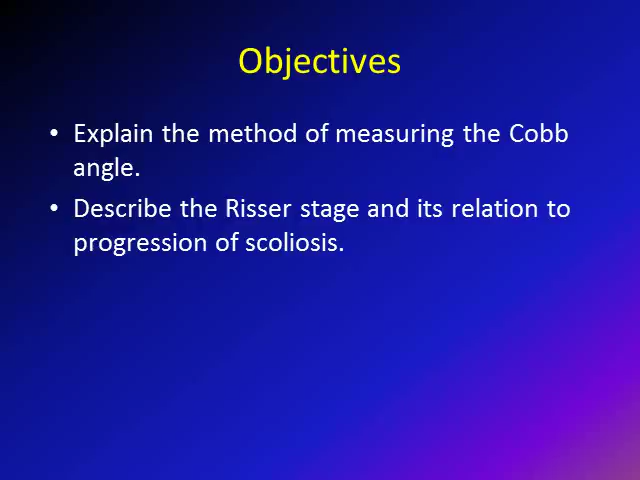 Objectives
• Explain the method of measuring the Cobb
angle.
• Describe the Risser stage and its relation to
progression of scoliosis.